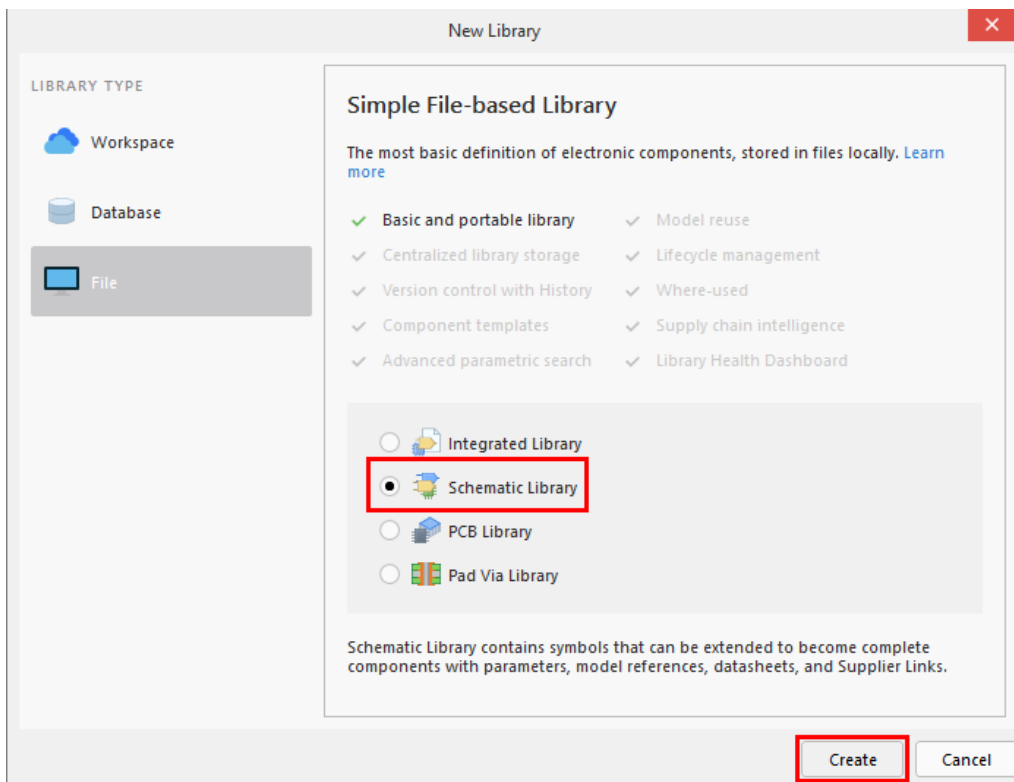 New Library
LIBRARY TYPE
Workspace
Database
File
Simple File-based Library
The most basic definition of electronic components, stored in files locally. Learn
more
Basic and portable library
Model reuse
Centralized library storage
Lifecycle management
Version control with History
Where-used
Component templates
Supply chain intelligence
Advanced parametric search
Library Health Dashboard
Integrated Library
Schematic Library
PCB Library
Pad Via Library
Schematic Library contains symbols that can be extended to become complete
components with parameters, model references, datasheets, and Supplier Links.
Create
Cancel